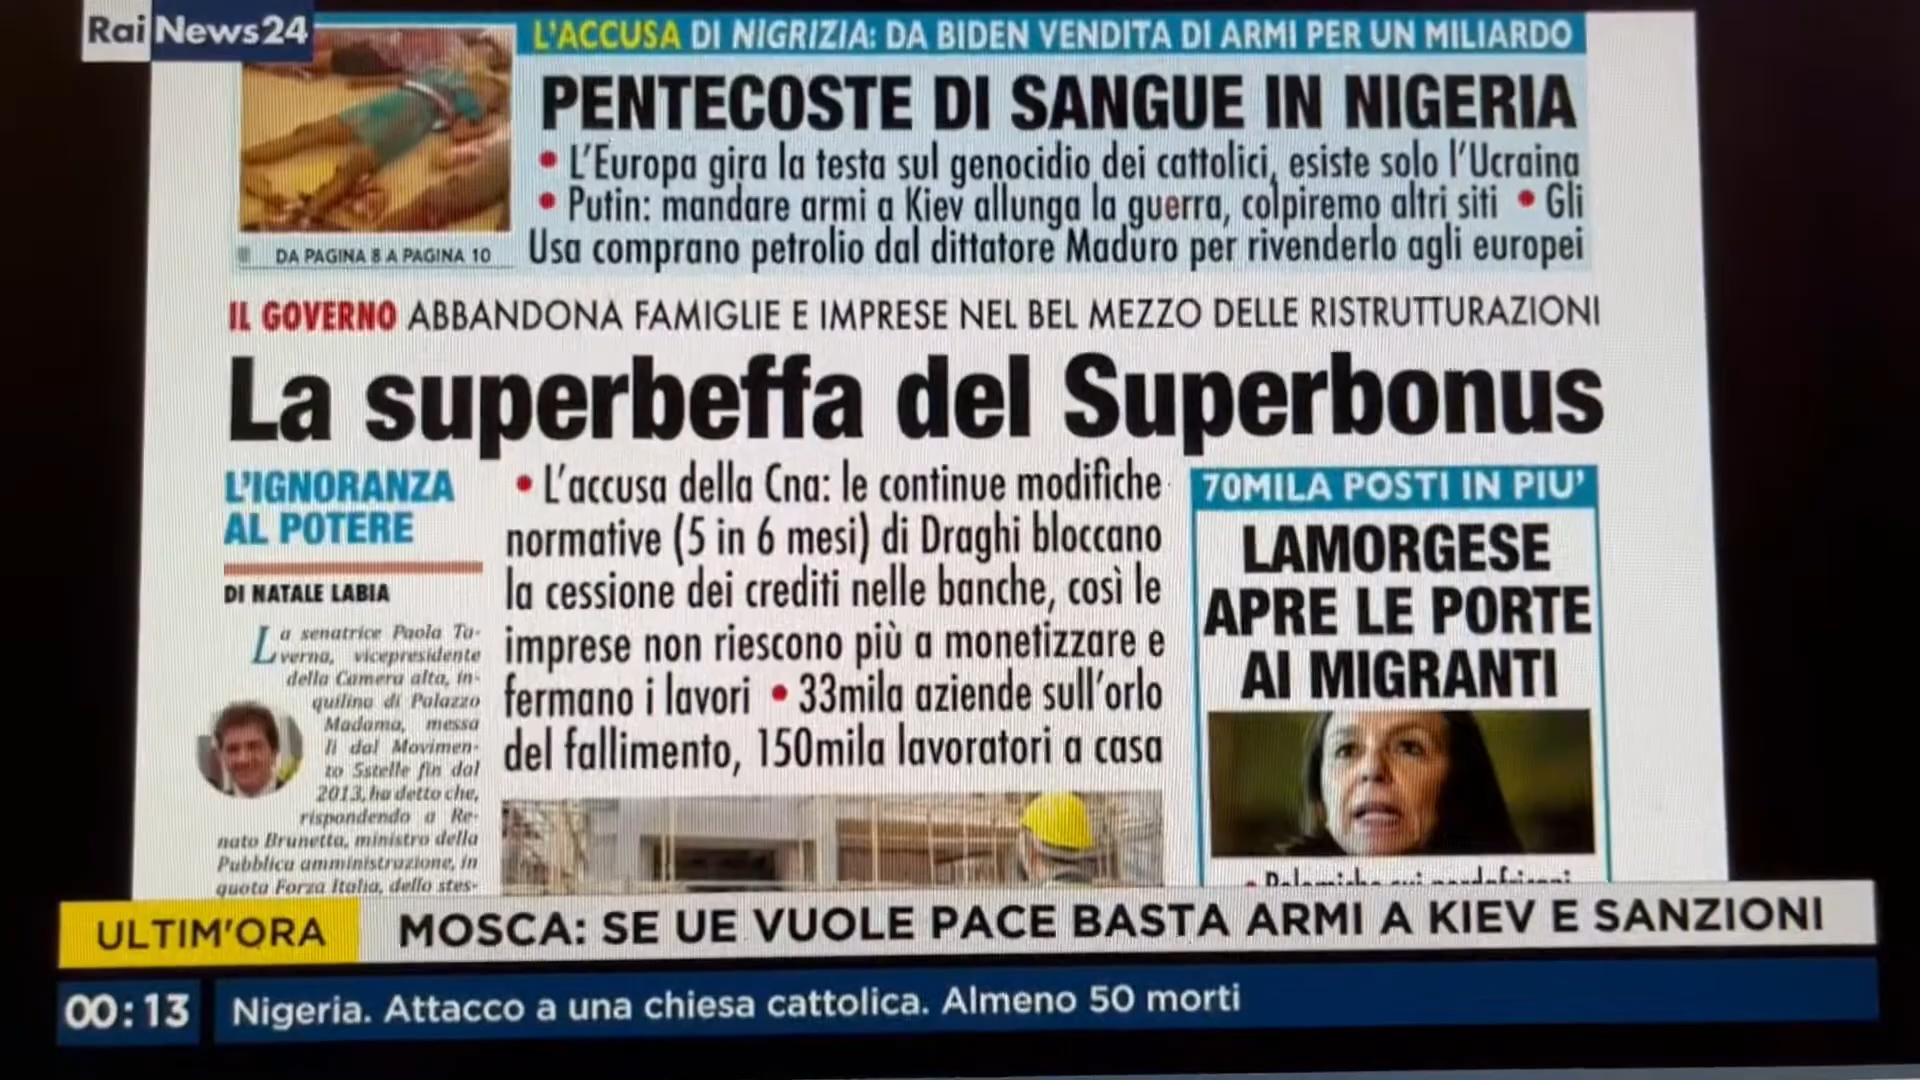 Rai News24
L'ACCUSA DI NIGRIZIA: DA BIDEN VENDITA DI ARMI PER UN MILIARDO
PENTECOSTE DI SANGUE IN NIGERIA
• L'Europa gira la testa sul genocidio dei cattolici, esiste solo l'Ucraina
• Putin: mandare armi a Kiev allunga la guerra, colpiremo altri siti • Gli
Usa comprano petrolio dal dittatore Maduro per rivenderlo agli europei
DA PAGINA 8 A PAGINA 10
IL GOVERNO ABBANDONA FAMIGLIE E IMPRESE NEL BEL MEZZO DELLE RISTRUTTURAZIONI
La superbeffa del Superbonus
L'IGNORANZA
AL POTERE
DI NATALE LABIA
La senatrice Paola Ta-
verna, vicepresidente
della Camera alta, in-
quilina di Palazzo
Madama, messa
lì dal Movimen-
to 5stelle fin dal
2013, ha detto che,
rispondendo a Re-
nato Brunetta, ministro della
Pubblica amministrazione, in
quota Forza Italia, dello stes-
• L'accusa della Cna: le continue modifiche
normative (5 in 6 mesi) di Draghi bloccano
la cessione dei crediti nelle banche, così le
imprese non riescono più a monetizzare e
fermano i lavori • 33mila aziende sull'orlo
del fallimento, 150mila lavoratori a casa
70MILA POSTI IN PIU'
LAMORGESE
APRE LE PORTE
AI MIGRANTI
ULTIM'ORA
MOSCA: SE UE VUOLE PACE BASTA ARMI A KIEV E SANZIONI
00:13
Nigeria. Attacco a una chiesa cattolica. Almeno 50 morti